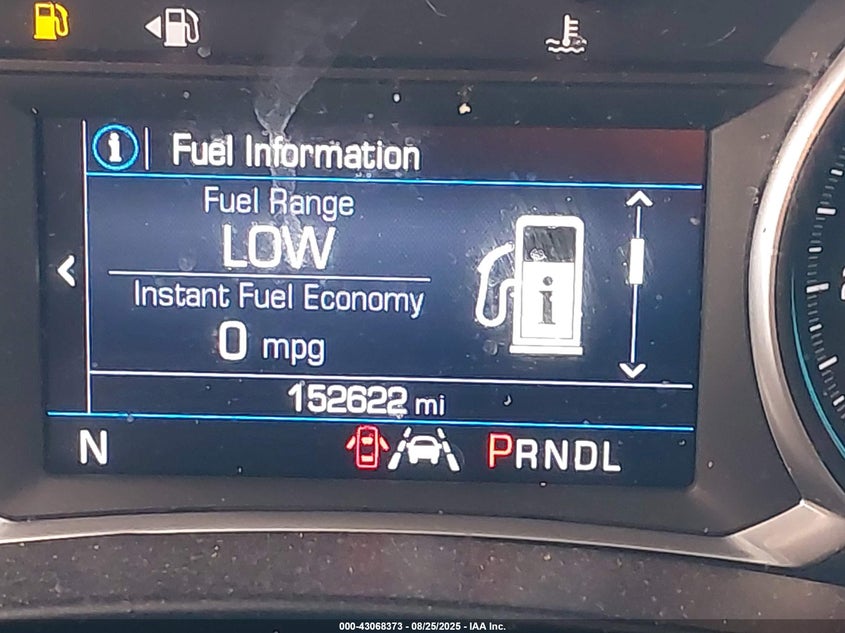 Fuel Information
Fuel Range
LOW
Instant Fuel Economy
0 mpg
152622 mi
N PRNDL
000-43068373 - 08/25/2025 - IAA Inc.